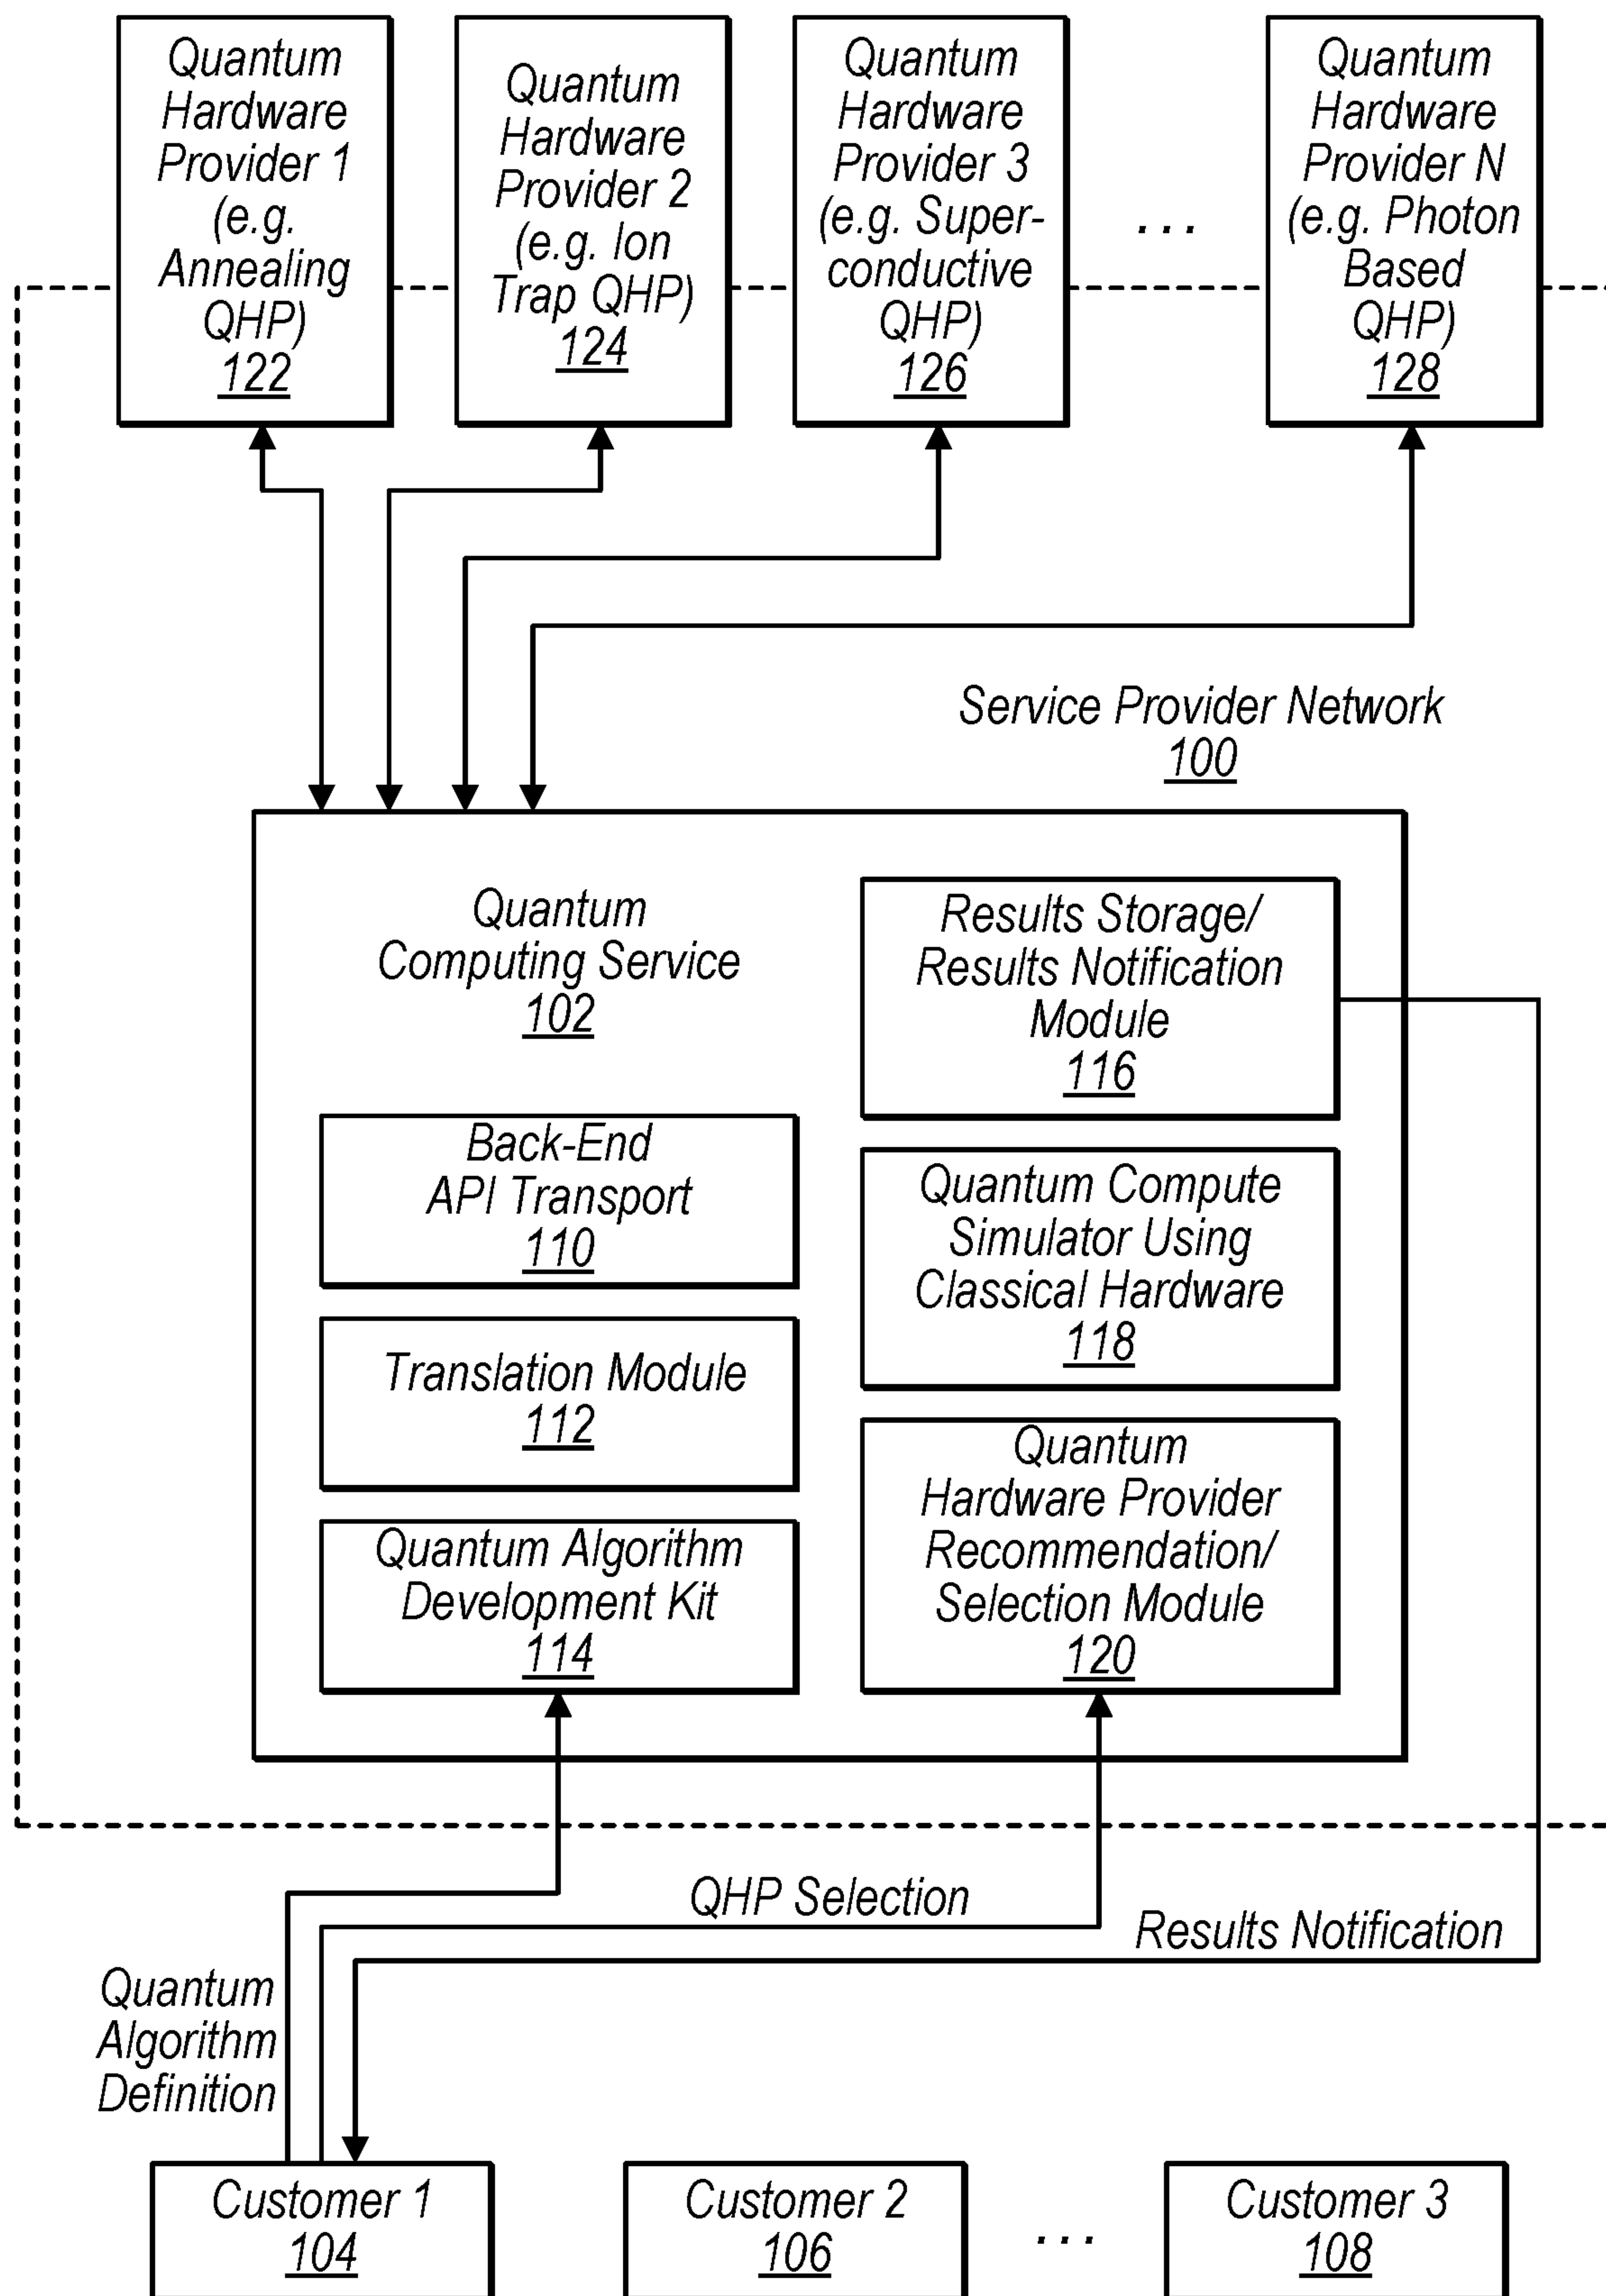 Quantum
Hardware
Provider 1
(e.g.
Annealing
QHP)
122
Quantum
Hardware
Provider 2
(e.g. Ion
Trap QHP)
124
Quantum
Hardware
Provider 3
(e.g. Super-
conductive
QHP)
126
...
Quantum
Hardware
Provider N
(e.g. Photon
Based
QHP)
128
Service Provider Network
100
Quantum
Computing Service
102
Back-End
API Transport
110
Translation Module
112
Quantum Algorithm
Development Kit
114
Results Storage/
Results Notification
Module
116
Quantum Compute
Simulator Using
Classical Hardware
118
Quantum
Hardware Provider
Recommendation/
Selection Module
120
QHP Selection
Results Notification
Quantum
Algorithm
Definition
Customer 1
104
Customer 2
106
...
Customer 3
108